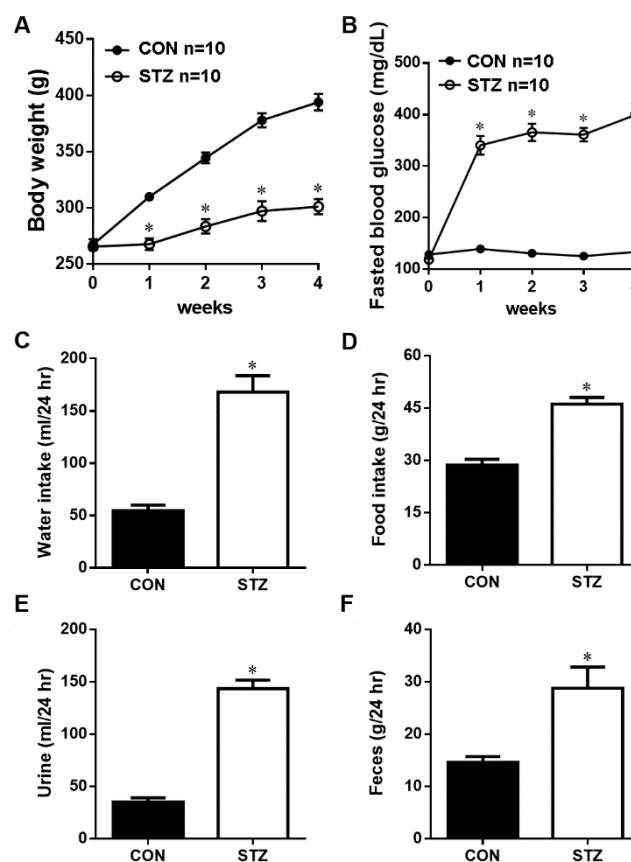 A
CON n=10
STZ n=10
Body weight (g)
450
400
350
300
250
*
*
*
*
0
1
2
3
4
weeks
B
CON n=10
STZ n=10
Fasted blood glucose (mg/dL)
500
400
300
200
100
*
*
*
0
1
2
3
weeks
C
Water intake (ml/24 hr)
200
150
100
50
0
*
CON
STZ
D
Food intake (g/24 hr)
60
45
30
15
0
*
CON
STZ
E
Urine (ml/24 hr)
200
150
100
50
0
*
CON
STZ
F
Feces (g/24 hr)
40
30
20
10
0
*
CON
STZ